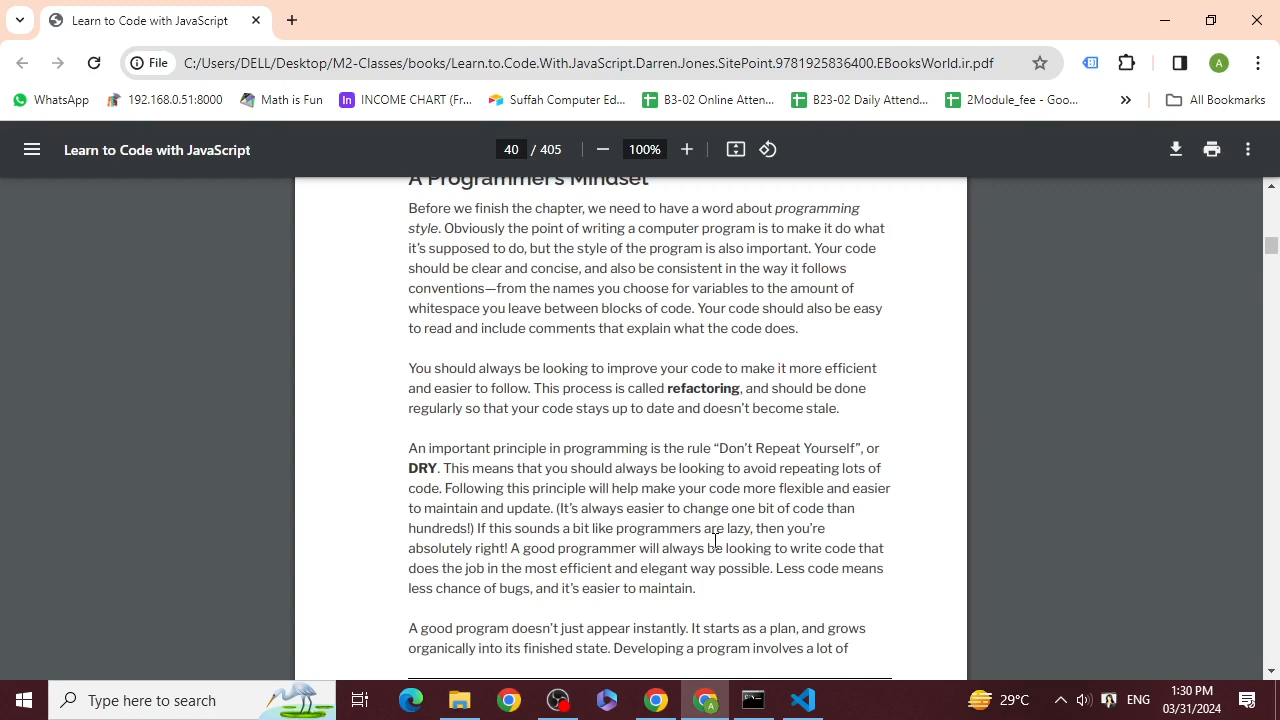 Learn to Code with JavaScript
File
C:/Users/DELL/Desktop/M2-Classes/books/Learn.to.Code.With.JavaScript.Darren.Jones.SitePoint.9781925836400.EBooksWorld.ir.pdf
A
WhatsApp
192.168.0.51:8000
Math is Fun
In INCOME CHART (Fr...
Suffah Computer Ed...
B3-02 Online Atten...
B23-02 Daily Attend...
2Module_fee - Goo...
All Bookmarks
Learn to Code with JavaScript
40 / 405
100%
A Programmer's Mindset
Before we finish the chapter, we need to have a word about programming
style. Obviously the point of writing a computer program is to make it do what
it's supposed to do, but the style of the program is also important. Your code
should be clear and concise, and also be consistent in the way it follows
conventions—from the names you choose for variables to the amount of
whitespace you leave between blocks of code. Your code should also be easy
to read and include comments that explain what the code does.
You should always be looking to improve your code to make it more efficient
and easier to follow. This process is called refactoring, and should be done
regularly so that your code stays up to date and doesn't become stale.
An important principle in programming is the rule “Don't Repeat Yourself”, or
DRY. This means that you should always be looking to avoid repeating lots of
code. Following this principle will help make your code more flexible and easier
to maintain and update. (It's always easier to change one bit of code than
hundreds!) If this sounds a bit like programmers are lazy, then you're
absolutely right! A good programmer will always be looking to write code that
does the job in the most efficient and elegant way possible. Less code means
less chance of bugs, and it's easier to maintain.
A good program doesn't just appear instantly. It starts as a plan, and grows
organically into its finished state. Developing a program involves a lot of
Type here to search
A
29°C
ENG
1:30 PM
03/31/2024